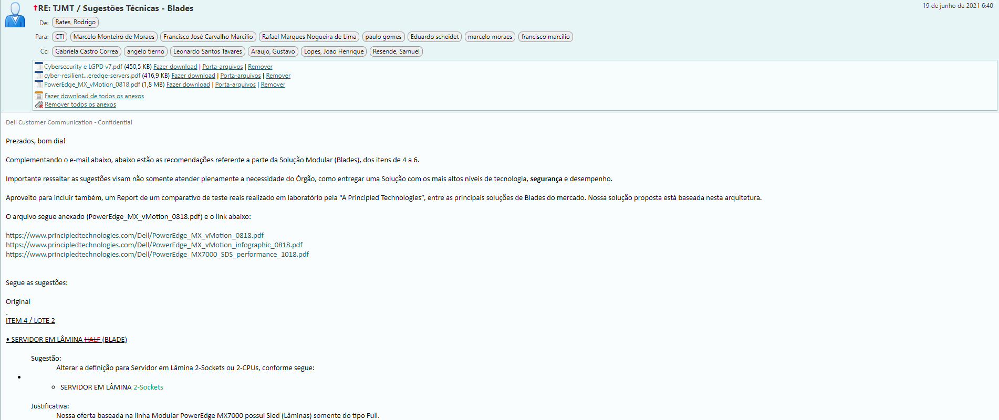 RE: TJMT / Sugestões Técnicas - Blades
19 de junho de 2021 6:40
De: Rates, Rodrigo
Para: CTI Marcelo Monteiro de Moraes Francisco José Carvalho Marcilio Rafael Marques Nogueira de Lima paulo gomes Eduardo scheidet marcelo moraes francisco marcilio
Cc: Gabriela Castro Correa angelo tierno Leonardo Santos Tavares Araujo, Gustavo Lopes, Joao Henrique Resende, Samuel
Cybersecurity e LGPD v7.pdf (450,5 KB) Fazer download | Porta-arquivos | Remover
cyber-resilient...eredge-servers.pdf (416,9 KB) Fazer download | Porta-arquivos | Remover
PowerEdge_MX_vMotion_0818.pdf (1,8 MB) Fazer download | Porta-arquivos | Remover
Fazer download de todos os anexos
Remover todos os anexos
Dell Customer Communication - Confidential
Prezados, bom dia!
Complementando o e-mail abaixo, abaixo estão as recomendações referente a parte da Solução Modular (Blades), dos itens de 4 a 6.
Importante ressaltar as sugestões visam não somente atender plenamente a necessidade do Órgão, como entregar uma Solução com os mais altos níveis de tecnologia, segurança e desempenho.
Aproveito para incluir também, um Report de um comparativo de teste reais realizado em laboratório pela “A Principled Technologies”, entre as principais soluções de Blades do mercado. Nossa solução proposta está baseada nesta arquitetura.
O arquivo segue anexado (PowerEdge_MX_vMotion_0818.pdf) e o link abaixo:
https://www.principledtechnologies.com/Dell/PowerEdge_MX_vMotion_0818.pdf
https://www.principledtechnologies.com/Dell/PowerEdge_MX_vMotion_infographic_0818.pdf
https://www.principledtechnologies.com/Dell/PowerEdge_MX7000_SDS_performance_1018.pdf
Segue as sugestões:
Original
ITEM 4 / LOTE 2
• SERVIDOR EM LÂMINA HALF (BLADE)
Sugestão:
Alterar a definição para Servidor em Lâmina 2-Sockets ou 2-CPUs, conforme segue:
SERVIDOR EM LÂMINA 2-Sockets
Justificativa:
Nossa oferta baseada na linha Modular PowerEdge MX7000 possui Sled (Lâminas) somente do tipo Full.